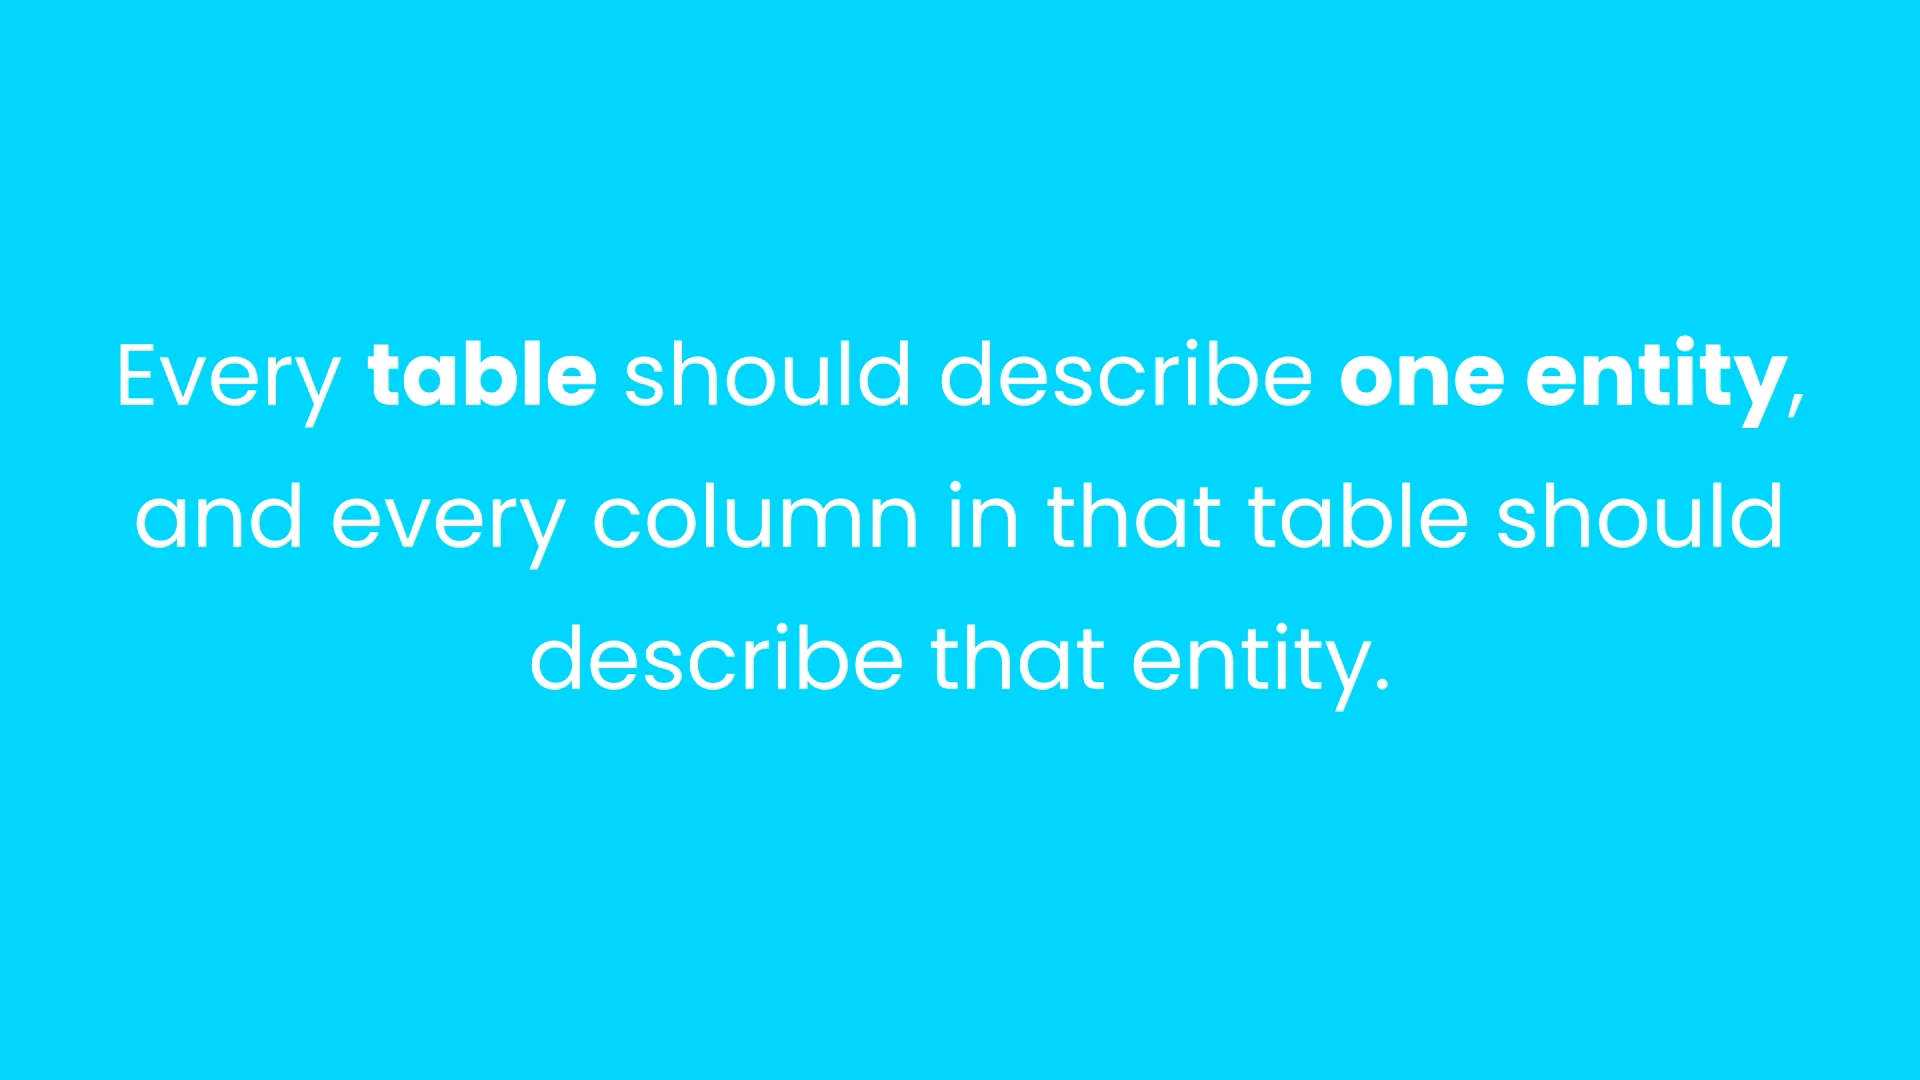 Every table should describe one entity,
and every column in that table should
describe that entity.